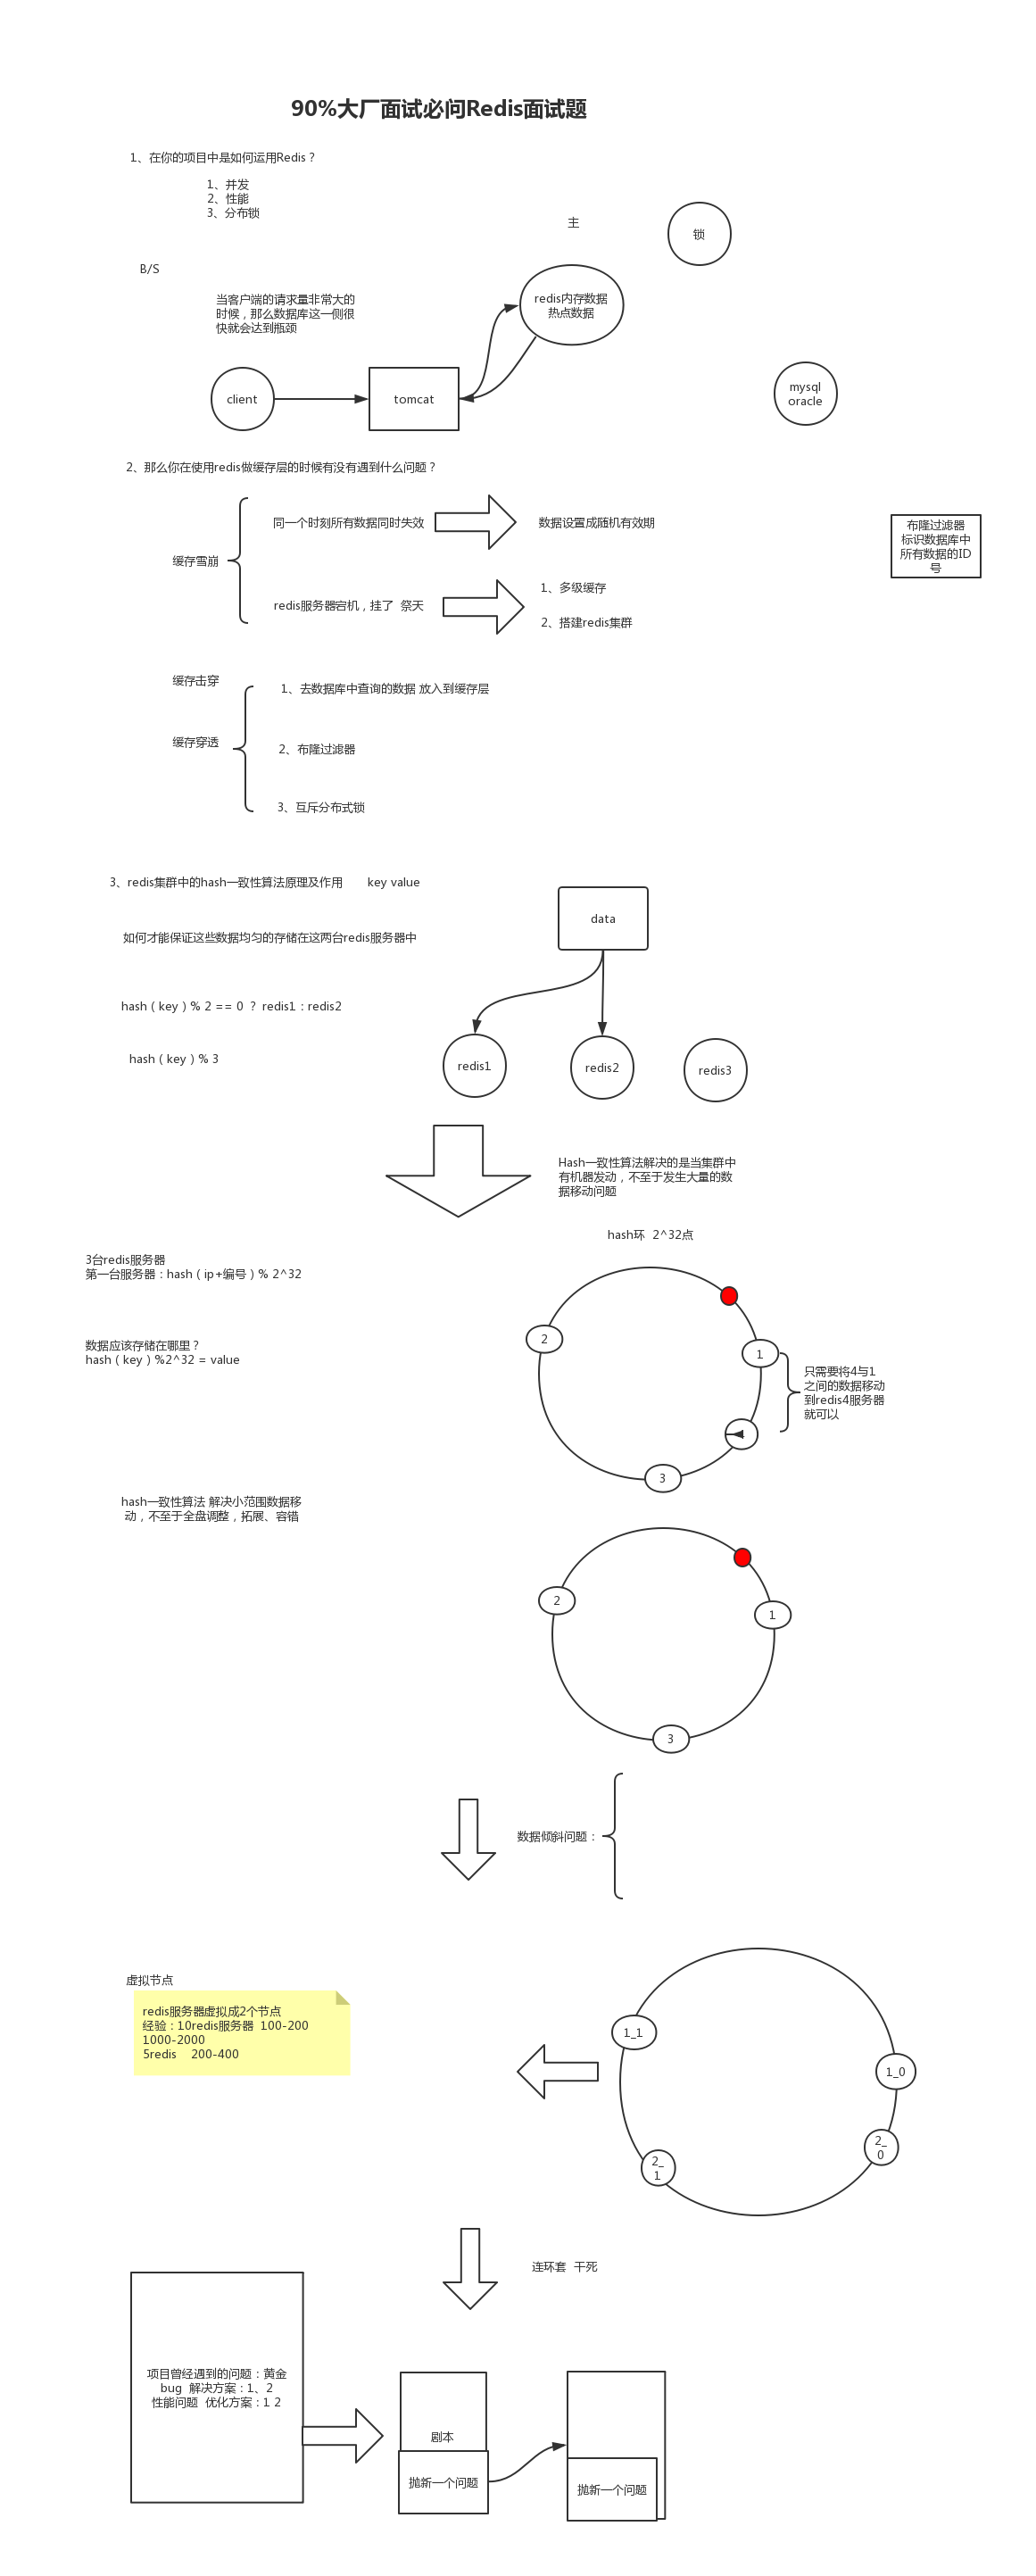 90%大厂面试必问Redis面试题
1、在你的项目中是如何运用Redis？
1、并发
2、性能
3、分布锁
主
锁
B/S
当客户端的请求量非常大的
时候，那么数据库这一侧很
快就会达到瓶颈
redis内存数据
热点数据
client
tomcat
mysql
oracle
2、那么你在使用redis做缓存层的时候有没有遇到什么问题？
同一个时刻所有数据同时失效
数据设置成随机有效期
布隆过滤器
标识数据库中
所有数据的ID
号
缓存雪崩
redis服务器宕机，挂了 祭天
1、多级缓存
2、搭建redis集群
缓存击穿
1、去数据库中查询的数据 放入到缓存层
缓存穿透
2、布隆过滤器
3、互斥分布式锁
3、redis集群中的hash一致性算法原理及作用 key value
data
如何才能保证这些数据均匀的存储在这两台redis服务器中
hash（key）% 2 == 0 ？ redis1：redis2
hash（key）% 3
redis1
redis2
redis3
Hash一致性算法解决的是当集群中
有机器发动，不至于发生大量的数
据移动问题
hash环 2^32点
3台redis服务器
第一台服务器：hash（ip+编号）% 2^32
数据应该存储在哪里？
hash（key）%2^32 = value
2
1
只需要将4与1
之间的数据移动
到redis4服务器
就可以
3
hash一致性算法 解决小范围数据移
动，不至于全盘调整，拓展、容错
2
1
3
数据倾斜问题：
虚拟节点
redis服务器虚拟成2个节点
经验：10redis服务器 100-200
1000-2000
5redis 200-400
1_1
1_0
2_
0
2_
1
连环套 干死
项目曾经遇到的问题：黄金
bug 解决方案：1、2
性能问题 优化方案：1 2
剧本
抛新一个问题
抛新一个问题